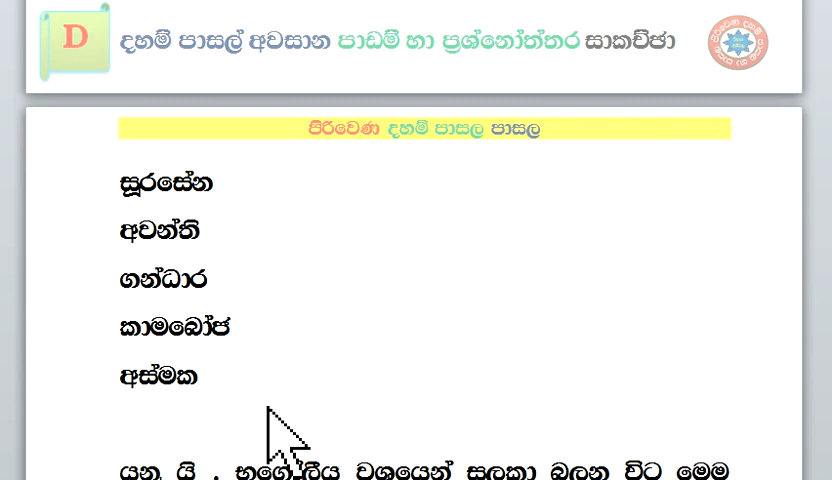 D
දහම් පාසල් අවසාන පාඩම් හා ප්‍රශ්නෝත්තර සාකච්ඡා
පිරිවෙණ දහම් පාසල පාසල
සූරසේන
අවන්ති
ගන්ධාර
කාමබෝජ
අස්මක
යනු යි . භූගෝලීය වශයෙන් සලකා බලන විට මෙම